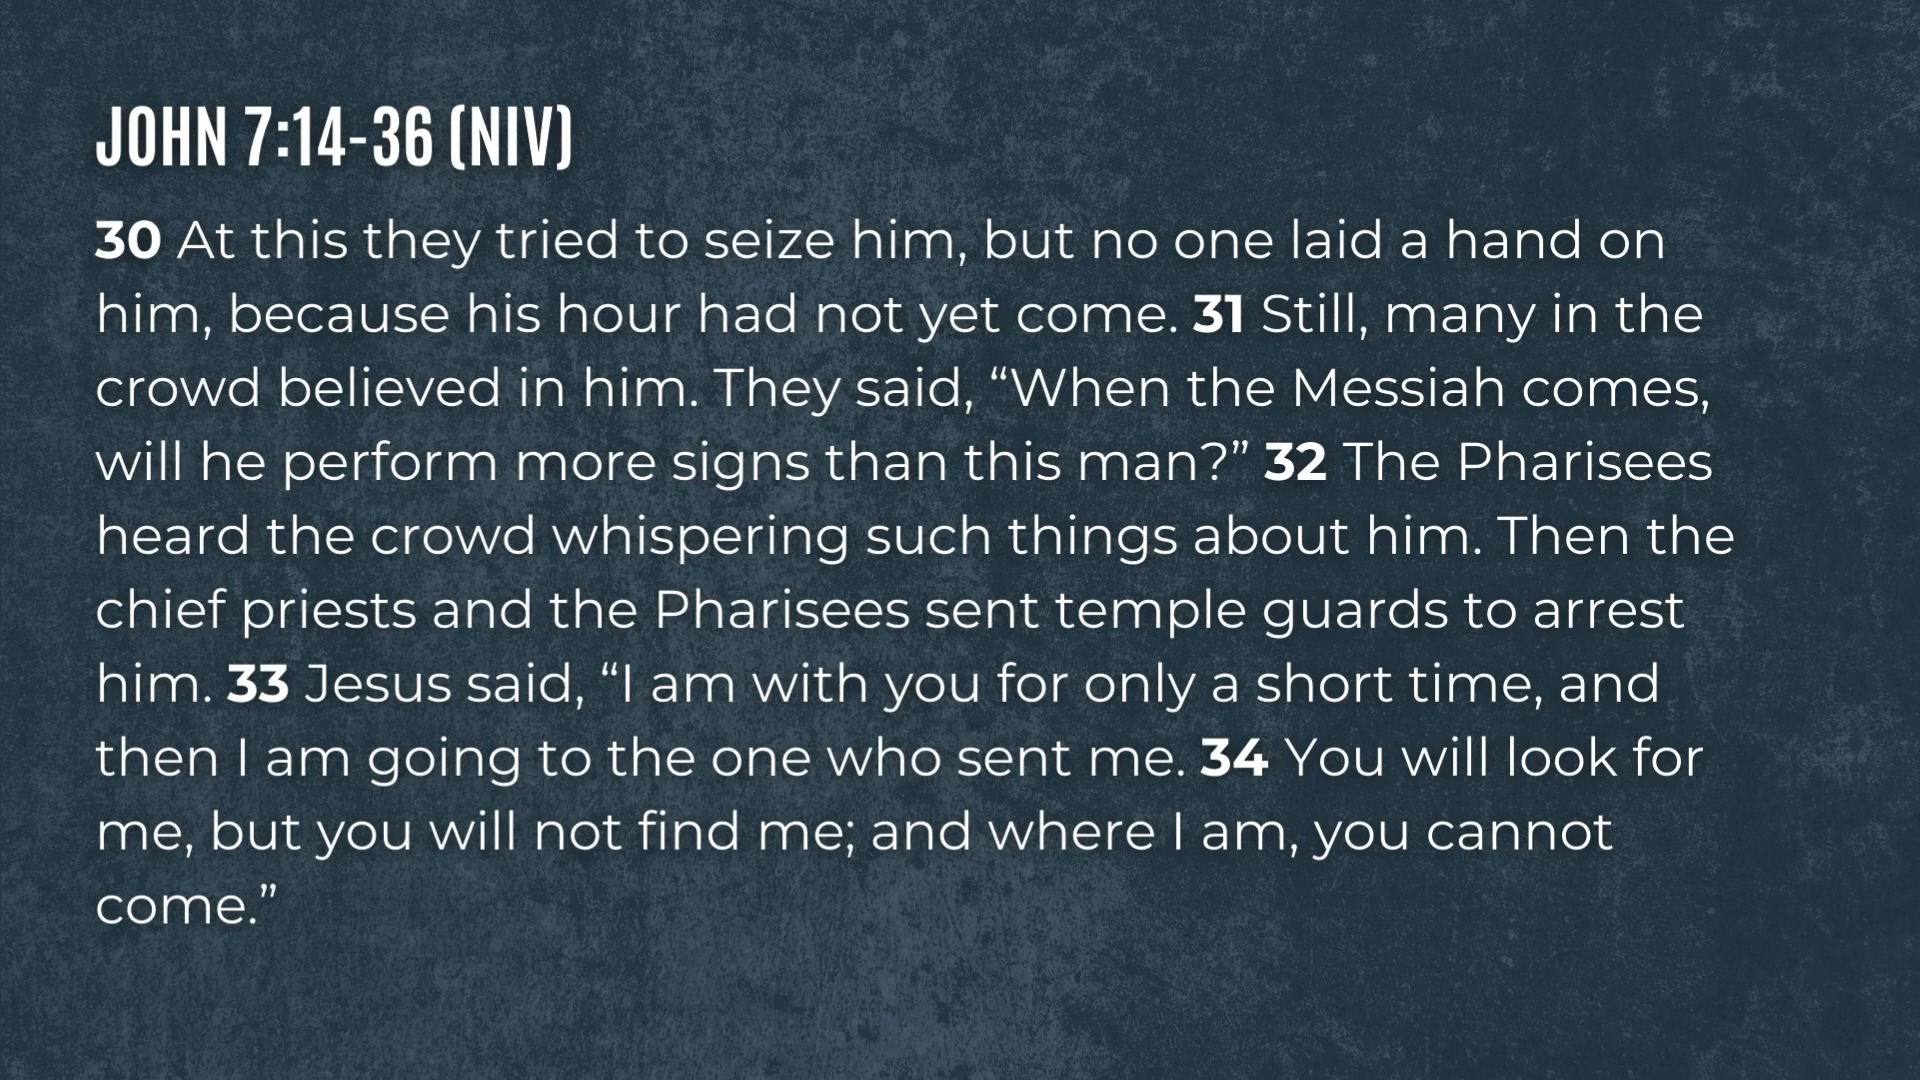 JOHN 7:14-36 (NIV)
30 At this they tried to seize him, but no one laid a hand on
him, because his hour had not yet come. 31 Still, many in the
crowd believed in him. They said, “When the Messiah comes,
will he perform more signs than this man?” 32 The Pharisees
heard the crowd whispering such things about him. Then the
chief priests and the Pharisees sent temple guards to arrest
him. 33 Jesus said, “I am with you for only a short time, and
then I am going to the one who sent me. 34 You will look for
me, but you will not find me; and where I am, you cannot
come.”